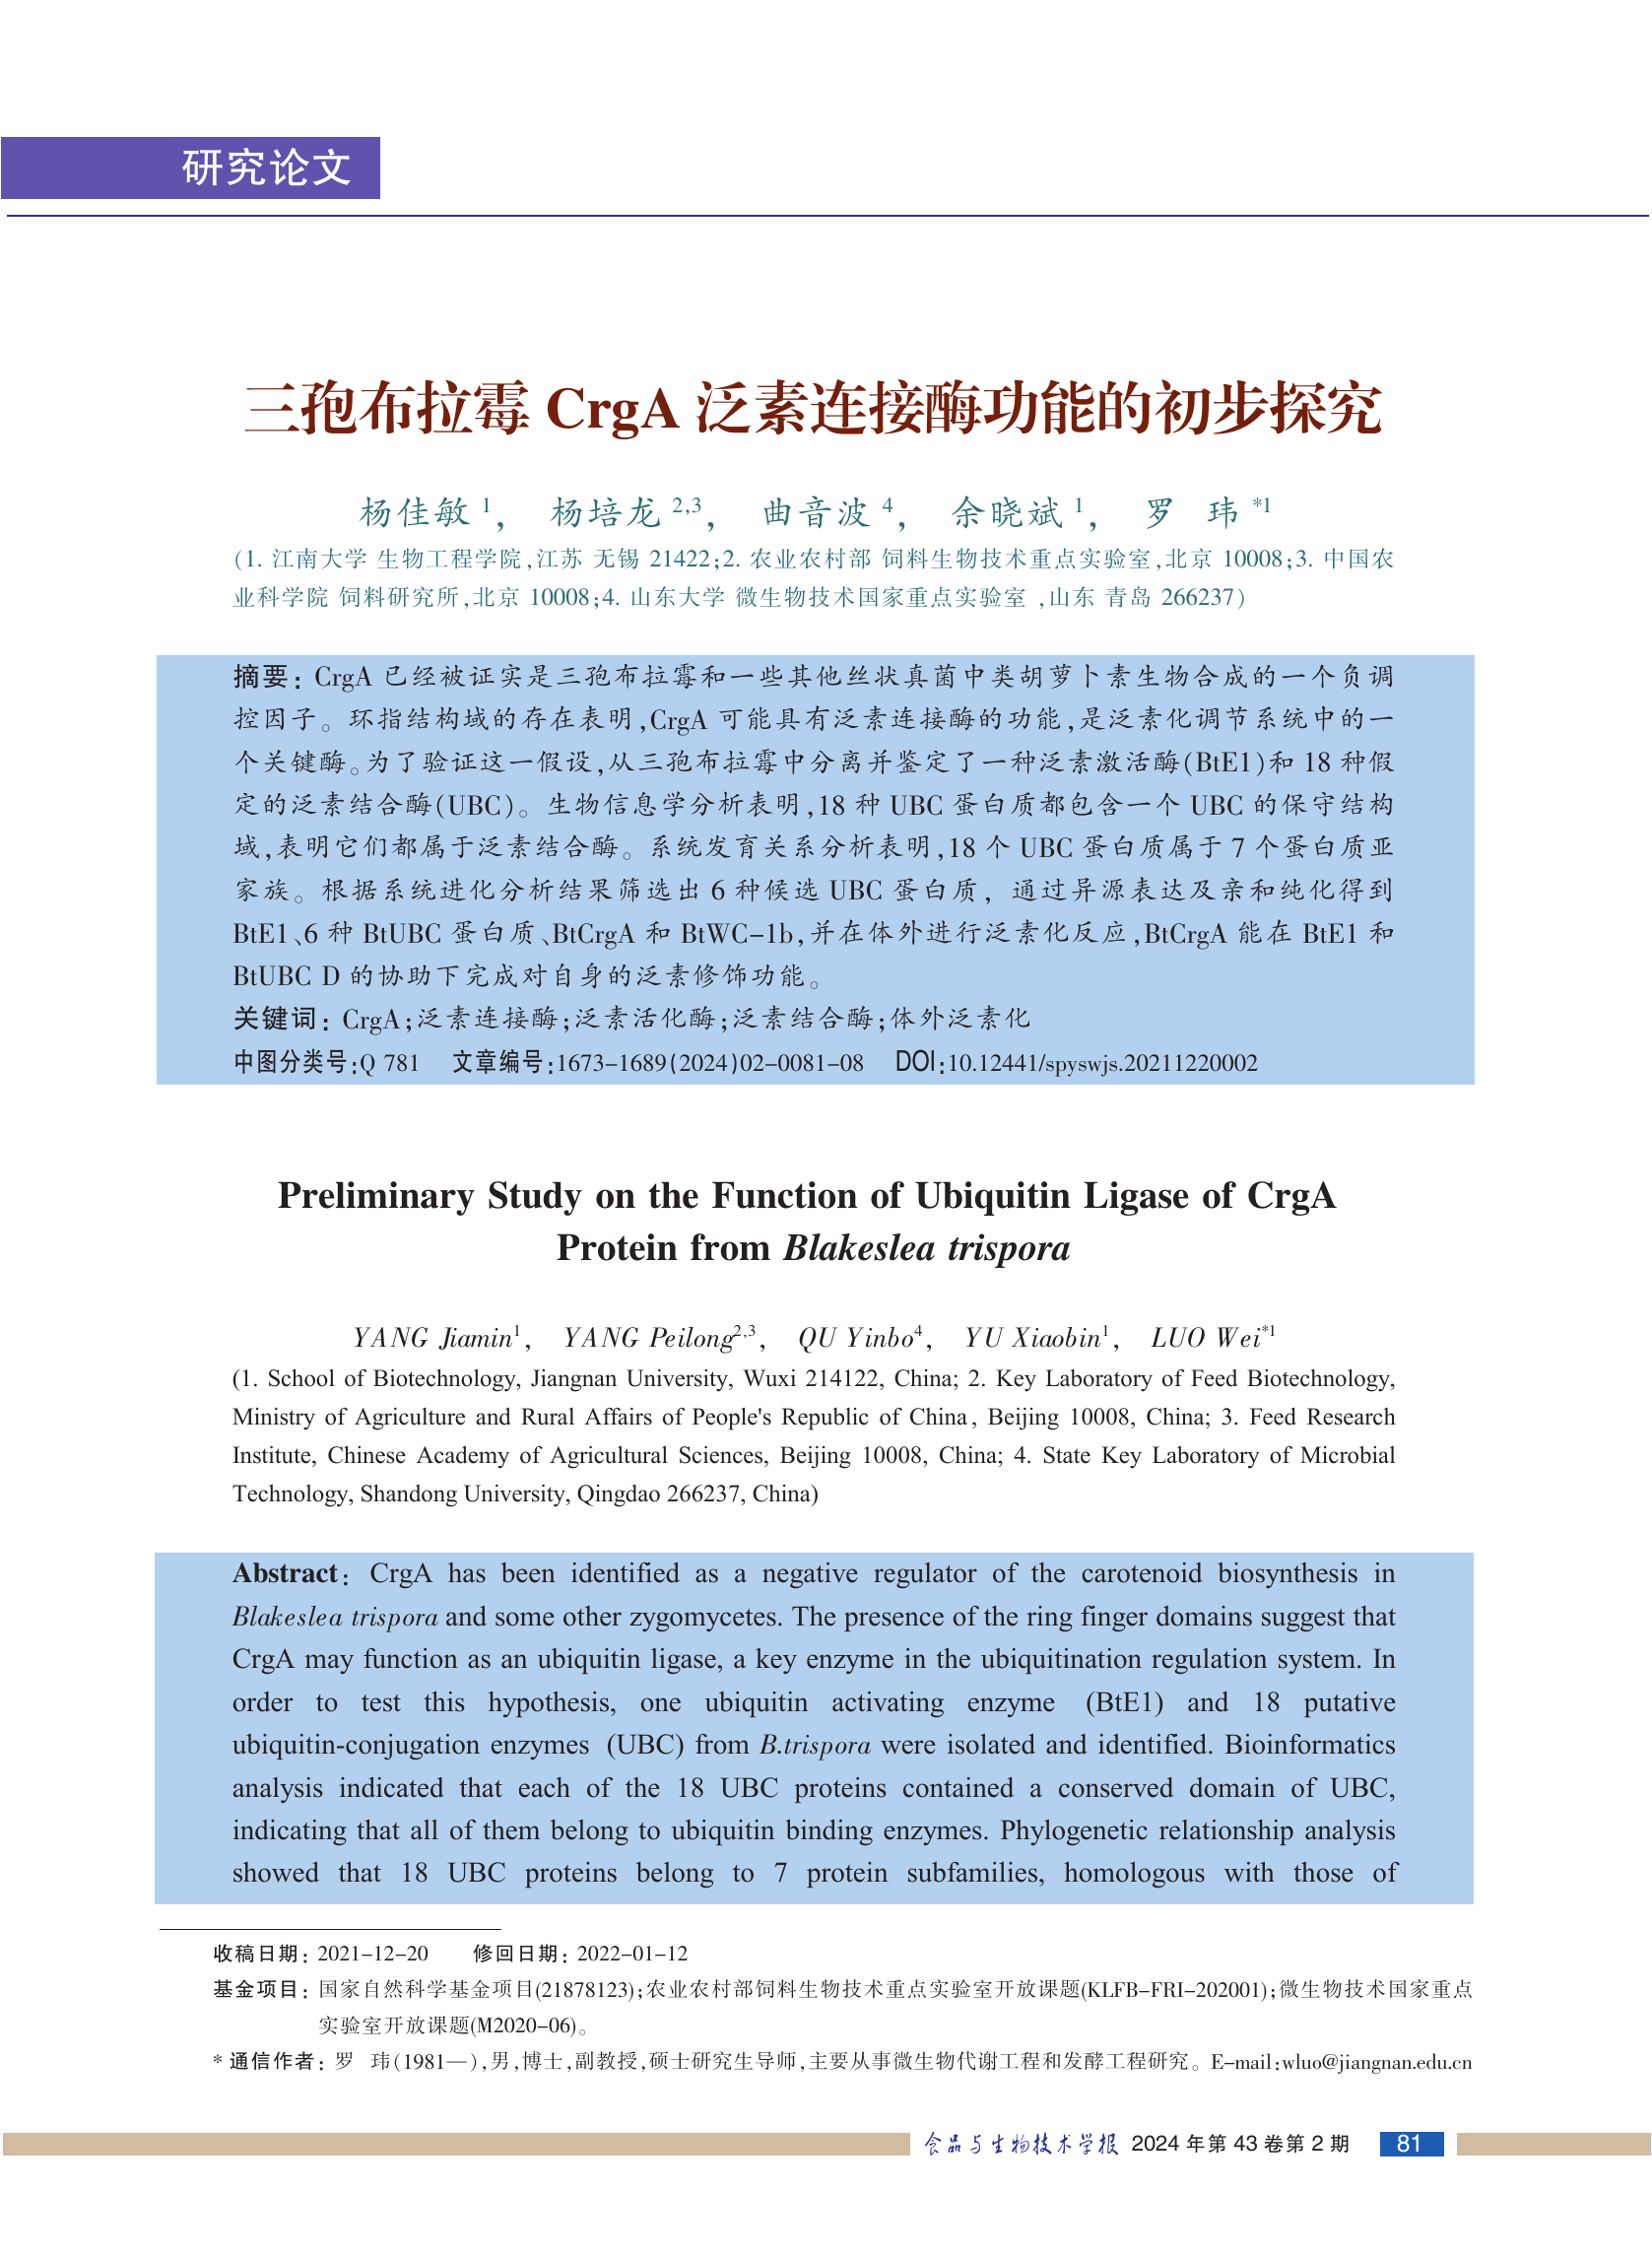 研究论文
三孢布拉霉 CrgA 泛素连接酶功能的初步探究
杨佳敏 1， 杨培龙 2,3， 曲音波 4， 余晓斌 1， 罗 玮 *1
(1. 江南大学 生物工程学院,江苏 无锡 21422;2. 农业农村部 饲料生物技术重点实验室,北京 10008;3. 中国农
业科学院 饲料研究所,北京 10008;4. 山东大学 微生物技术国家重点实验室 ,山东 青岛 266237)
摘要：CrgA 已经被证实是三孢布拉霉和一些其他丝状真菌中类胡萝卜素生物合成的一个负调
控因子。环指结构域的存在表明,CrgA 可能具有泛素连接酶的功能,是泛素化调节系统中的一
个关键酶。为了验证这一假设,从三孢布拉霉中分离并鉴定了一种泛素激活酶(BtE1)和 18 种假
定的泛素结合酶(UBC)。生物信息学分析表明,18 种 UBC 蛋白质都包含一个 UBC 的保守结构
域,表明它们都属于泛素结合酶。系统发育关系分析表明,18 个 UBC 蛋白质属于 7 个蛋白质亚
家族。根据系统进化分析结果筛选出 6 种候选 UBC 蛋白质，通过异源表达及亲和纯化得到
BtE1、6 种 BtUBC 蛋白质、BtCrgA 和 BtWC-1b,并在体外进行泛素化反应,BtCrgA 能在 BtE1 和
BtUBC D 的协助下完成对自身的泛素修饰功能。
关键词：CrgA;泛素连接酶;泛素活化酶;泛素结合酶;体外泛素化
中图分类号:Q 781 文章编号:1673-1689(2024)02-0081-08 DOI:10.12441/spyswjs.20211220002
Preliminary Study on the Function of Ubiquitin Ligase of CrgA
Protein from Blakeslea trispora
YANG Jiamin1, YANG Peilong2,3, QU Yinbo4, YU Xiaobin1, LUO Wei*1
(1. School of Biotechnology, Jiangnan University, Wuxi 214122, China; 2. Key Laboratory of Feed Biotechnology,
Ministry of Agriculture and Rural Affairs of People's Republic of China, Beijing 10008, China; 3. Feed Research
Institute, Chinese Academy of Agricultural Sciences, Beijing 10008, China; 4. State Key Laboratory of Microbial
Technology, Shandong University, Qingdao 266237, China)
Abstract：CrgA has been identified as a negative regulator of the carotenoid biosynthesis in
Blakeslea trispora and some other zygomycetes. The presence of the ring finger domains suggest that
CrgA may function as an ubiquitin ligase, a key enzyme in the ubiquitination regulation system. In
order to test this hypothesis, one ubiquitin activating enzyme (BtE1) and 18 putative
ubiquitin-conjugation enzymes (UBC) from B.trispora were isolated and identified. Bioinformatics
analysis indicated that each of the 18 UBC proteins contained a conserved domain of UBC,
indicating that all of them belong to ubiquitin binding enzymes. Phylogenetic relationship analysis
showed that 18 UBC proteins belong to 7 protein subfamilies, homologous with those of
收稿日期：2021-12-20 修回日期：2022-01-12
基金项目：国家自然科学基金项目(21878123);农业农村部饲料生物技术重点实验室开放课题(KLFB-FRI-202001);微生物技术国家重点
实验室开放课题(M2020-06)。
* 通信作者：罗 玮(1981—),男,博士,副教授,硕士研究生导师,主要从事微生物代谢工程和发酵工程研究。E-mail:wluo@jiangnan.edu.cn
食品与生物技术学报 2024 年第 43 卷第 2 期 81